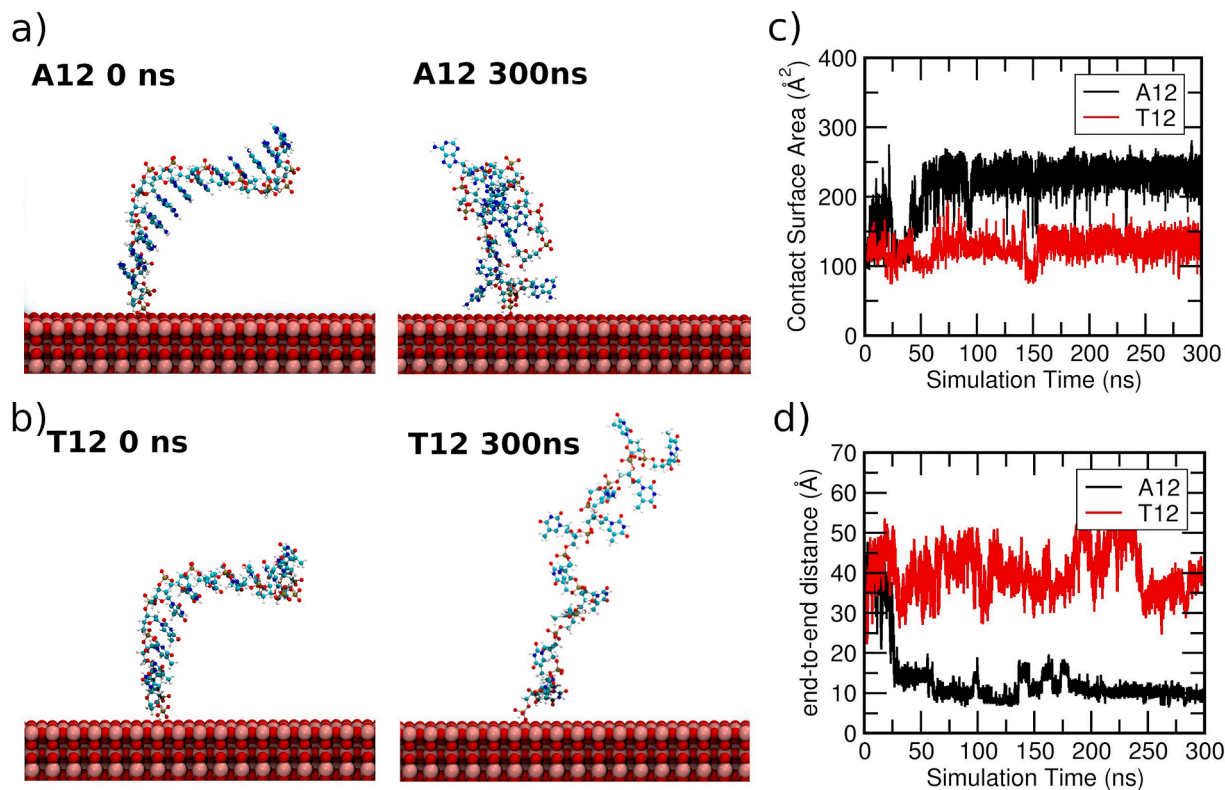 a)
A12 0 ns
A12 300ns
b)
T12 0 ns
T12 300ns
c)
Contact Surface Area (Å²)
400
300
200
100
0
A12
T12
0 50 100 150 200 250 300
Simulation Time (ns)
d)
end-to-end distance (Å)
70
60
50
40
30
20
10
0
A12
T12
0 50 100 150 200 250 300
Simulation Time (ns)